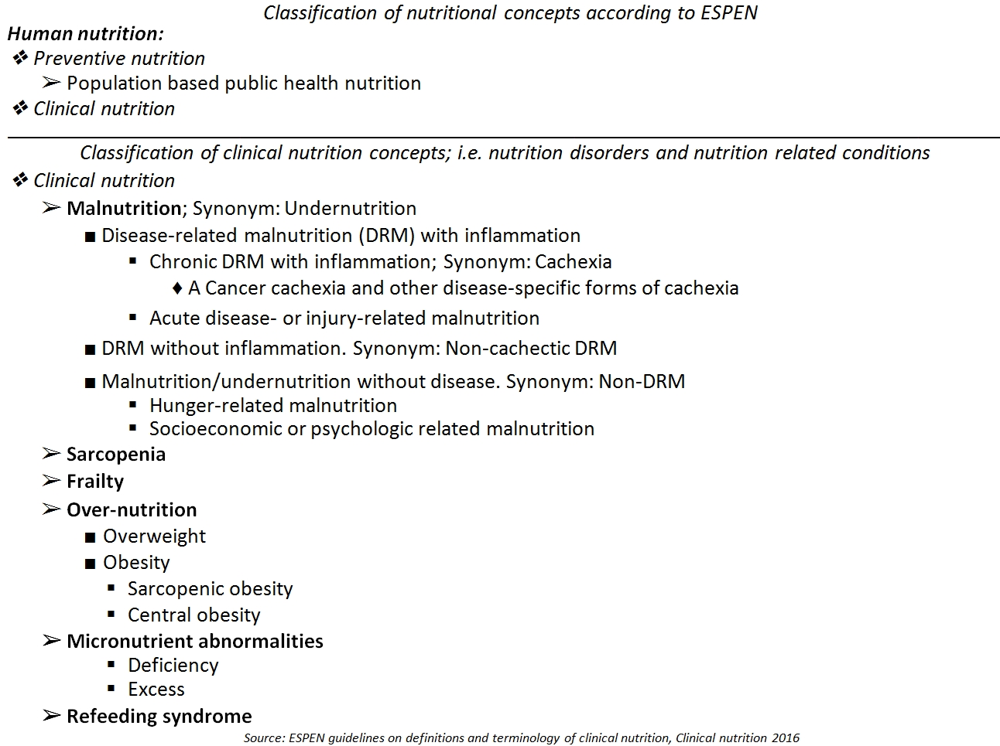 Classification of nutritional concepts according to ESPEN
Human nutrition:
❖ Preventive nutrition
➢ Population based public health nutrition
❖ Clinical nutrition
Classification of clinical nutrition concepts; i.e. nutrition disorders and nutrition related conditions
❖ Clinical nutrition
➢ Malnutrition; Synonym: Undernutrition
■ Disease-related malnutrition (DRM) with inflammation
▪ Chronic DRM with inflammation; Synonym: Cachexia
♦ A Cancer cachexia and other disease-specific forms of cachexia
▪ Acute disease- or injury-related malnutrition
■ DRM without inflammation. Synonym: Non-cachectic DRM
■ Malnutrition/undernutrition without disease. Synonym: Non-DRM
▪ Hunger-related malnutrition
▪ Socioeconomic or psychologic related malnutrition
➢ Sarcopenia
➢ Frailty
➢ Over-nutrition
■ Overweight
■ Obesity
▪ Sarcopenic obesity
▪ Central obesity
➢ Micronutrient abnormalities
▪ Deficiency
▪ Excess
➢ Refeeding syndrome
Source: ESPEN guidelines on definitions and terminology of clinical nutrition, Clinical nutrition 2016